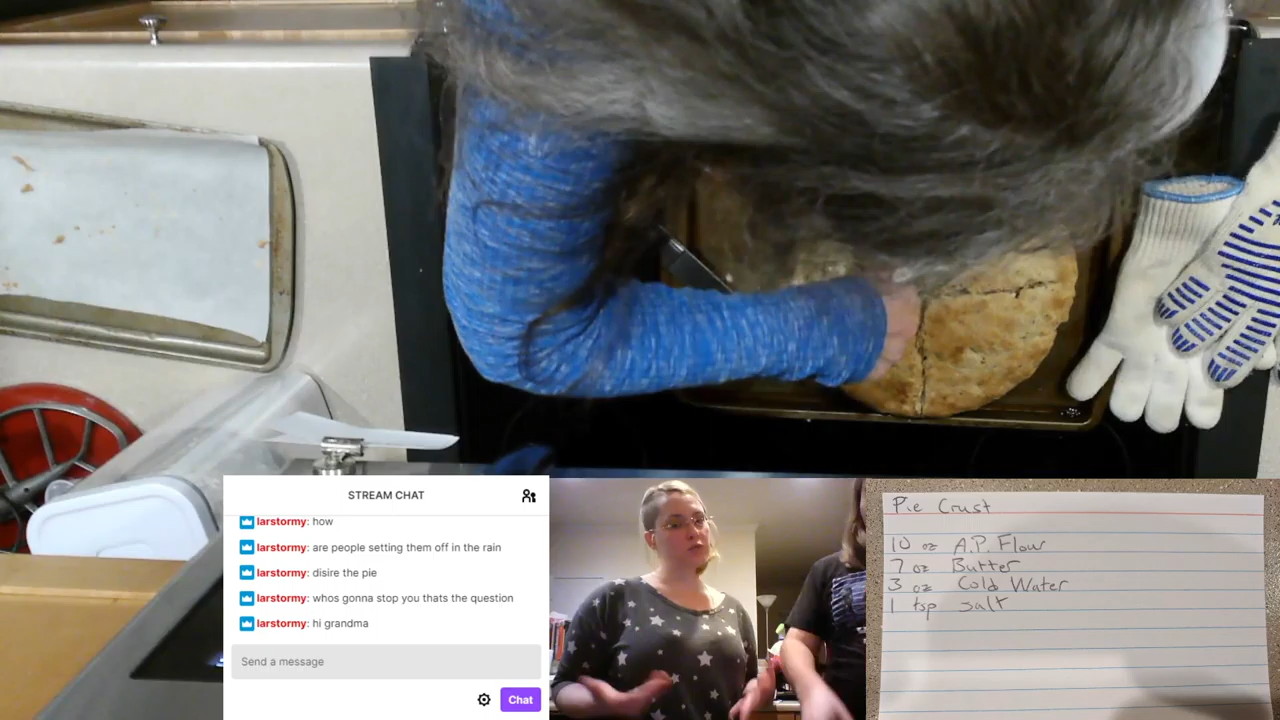 STREAM CHAT
larstormy: how
larstormy: are people setting them off in the rain
larstormy: disire the pie
larstormy: whos gonna stop you thats the question
larstormy: hi grandma
Send a message
Chat
Pie Crust
10 oz A.P. Flour
7 oz Butter
3 oz Cold Water
1 tsp salt